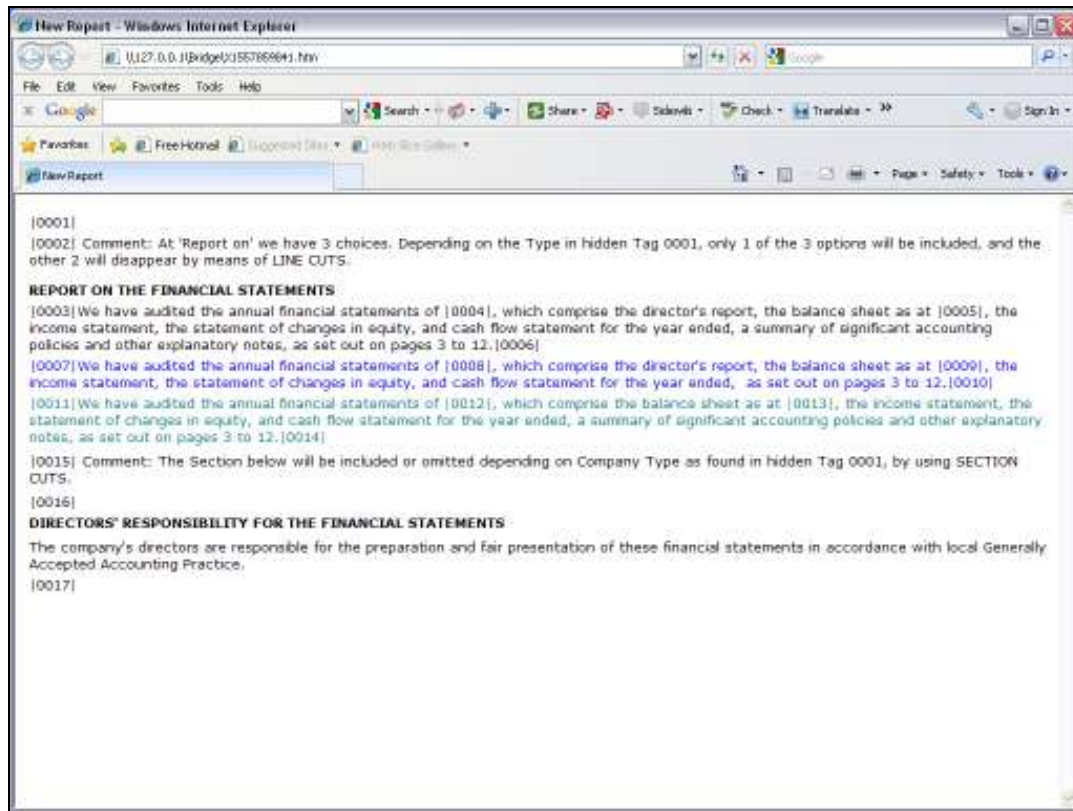 New Report - Windows Internet Explorer
Google
File Edit View Favorites Tools Help
Google Search Share Sidewiki Check Translate Sign In
Favorites Free Hotmail Suggested Sites Web Slice Gallery
New Report Page Safety Tools
|0001|
|0002| Comment: At 'Report on' we have 3 choices. Depending on the Type in hidden Tag 0001, only 1 of the 3 options will be included, and the
other 2 will disappear by means of LINE CUTS.
REPORT ON THE FINANCIAL STATEMENTS
|0003|We have audited the annual financial statements of |0004|, which comprise the director's report, the balance sheet as at |0005|, the
income statement, the statement of changes in equity, and cash flow statement for the year ended, a summary of significant accounting
policies and other explanatory notes, as set out on pages 3 to 12.|0006|
|0007|We have audited the annual financial statements of |0008|, which comprise the director's report, the balance sheet as at |0009|, the
income statement, the statement of changes in equity, and cash flow statement for the year ended, as set out on pages 3 to 12.|0010|
|0011|We have audited the annual financial statements of |0012|, which comprise the balance sheet as at |0013|, the income statement, the
statement of changes in equity, and cash flow statement for the year ended, a summary of significant accounting policies and other explanatory
notes, as set out on pages 3 to 12.|0014|
|0015| Comment: The Section below will be included or omitted depending on Company Type as found in hidden Tag 0001, by using SECTION
CUTS.
|0016|
DIRECTORS' RESPONSIBILITY FOR THE FINANCIAL STATEMENTS
The company's directors are responsible for the preparation and fair presentation of these financial statements in accordance with local Generally
Accepted Accounting Practice.
|0017|